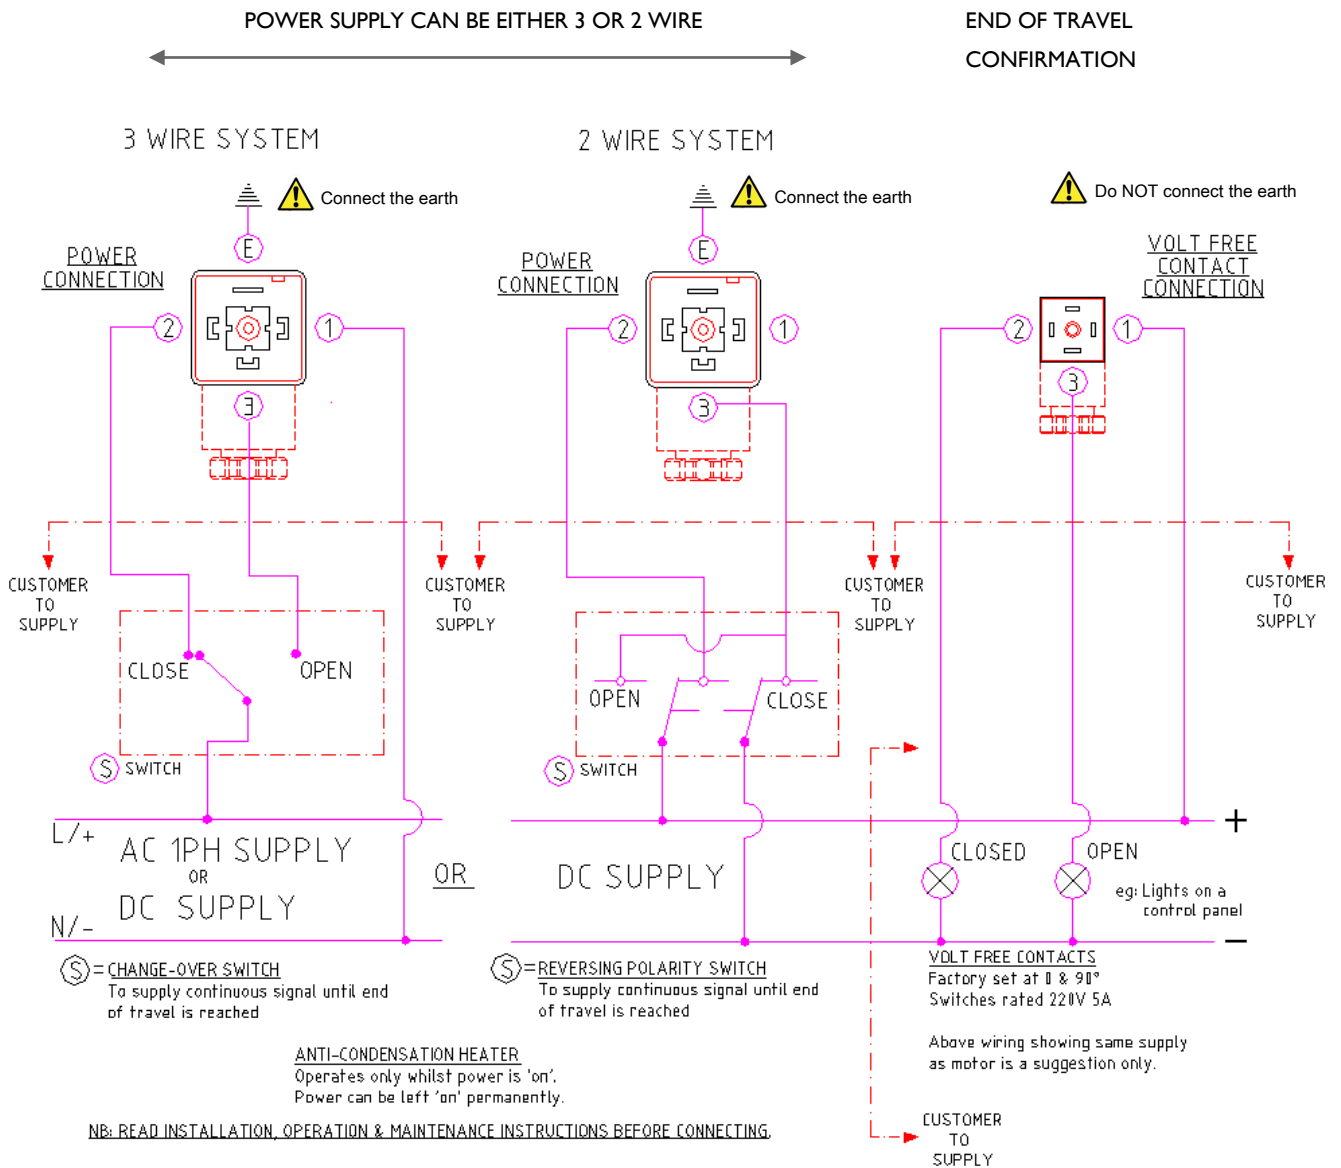 POWER SUPPLY CAN BE EITHER 3 OR 2 WIRE
END OF TRAVEL
CONFIRMATION
3 WIRE SYSTEM
Connect the earth
E
POWER
CONNECTION
2
1
3
CUSTOMER
TO
SUPPLY
CUSTOMER
TO
SUPPLY
CLOSE
OPEN
S SWITCH
L/+
AC 1PH SUPPLY
OR
DC SUPPLY
N/-
S = CHANGE-OVER SWITCH
To supply continuous signal until end
of travel is reached
OR
2 WIRE SYSTEM
Connect the earth
E
POWER
CONNECTION
2
1
3
CUSTOMER
TO
SUPPLY
OPEN
CLOSE
S SWITCH
DC SUPPLY
S = REVERSING POLARITY SWITCH
To supply continuous signal until end
of travel is reached
Do NOT connect the earth
VOLT FREE
CONTACT
CONNECTION
2
1
3
CUSTOMER
TO
SUPPLY
+
CLOSED
OPEN
eg: Lights on a
control panel
−
VOLT FREE CONTACTS
Factory set at 0 & 90°
Switches rated 220V 5A
Above wiring showing same supply
as motor is a suggestion only.
ANTI-CONDENSATION HEATER
Operates only whilst power is 'on'.
Power can be left 'on' permanently.
NB: READ INSTALLATION, OPERATION & MAINTENANCE INSTRUCTIONS BEFORE CONNECTING.
CUSTOMER
TO
SUPPLY